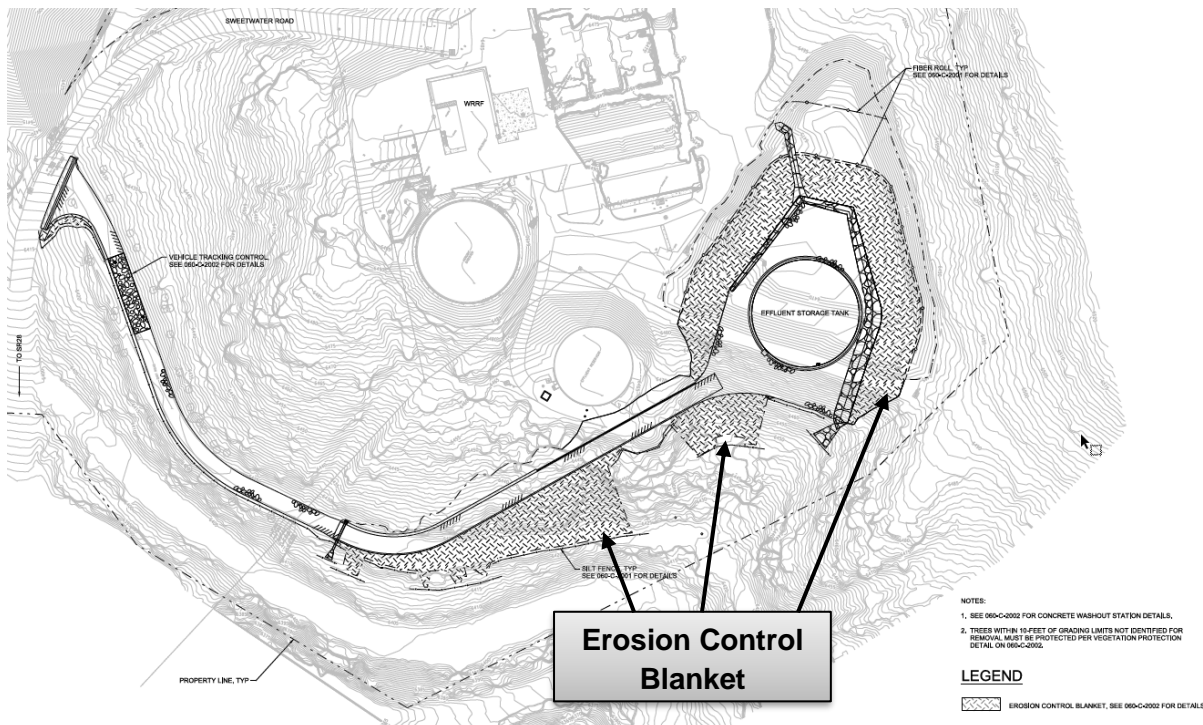 SWEETWATER ROAD
WRRF
FIBER ROLL, TYP
SEE 060-C-2001 FOR DETAILS
VEHICLE TRACKING CONTROL,
SEE 060-C-2002 FOR DETAILS
EFFLUENT STORAGE TANK
TO SR28
SILT FENCE, TYP
SEE 060-C-2001 FOR DETAILS
PROPERTY LINE, TYP
Erosion Control
Blanket
NOTES:
1. SEE 060-C-2002 FOR CONCRETE WASHOUT STATION DETAILS.
2. TREES WITHIN 10-FEET OF GRADING LIMITS NOT IDENTIFIED FOR
REMOVAL MUST BE PROTECTED PER VEGETATION PROTECTION
DETAIL ON 060-C-2002.
LEGEND
EROSION CONTROL BLANKET, SEE 060-C-2002 FOR DETAILS